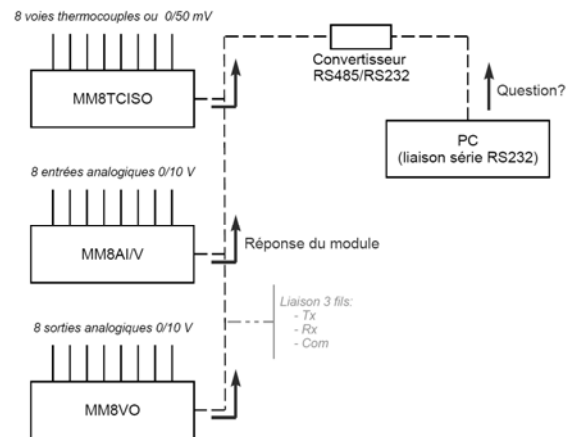 8 voies thermocouples ou 0/50 mV
MM8TCISO
Convertisseur
RS485/RS232
Question?
PC
(liaison série RS232)
8 entrées analogiques 0/10 V
MM8AI/V
Réponse du module
Liaison 3 fils:
- Tx
- Rx
- Com
8 sorties analogiques 0/10 V
MM8VO